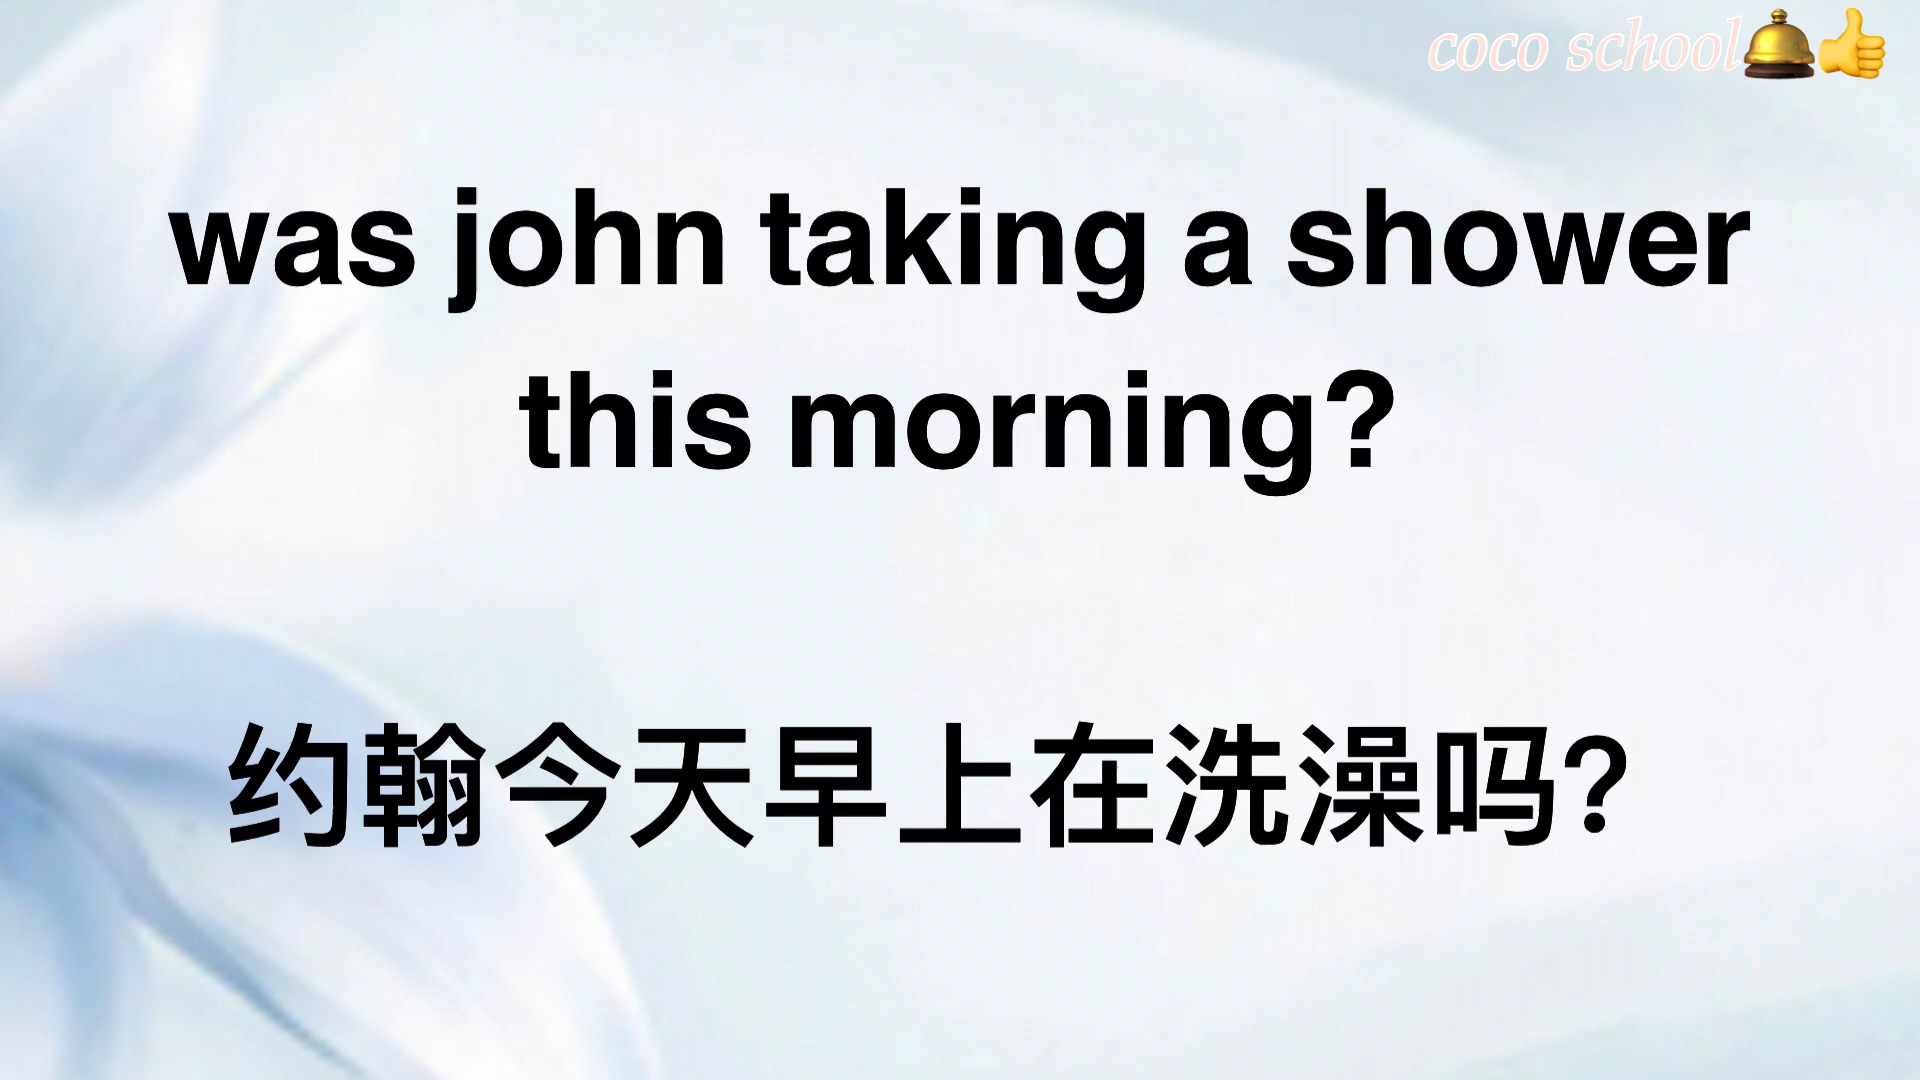 coco school🛎👍
was john taking a shower
this morning?
约翰今天早上在洗澡吗?